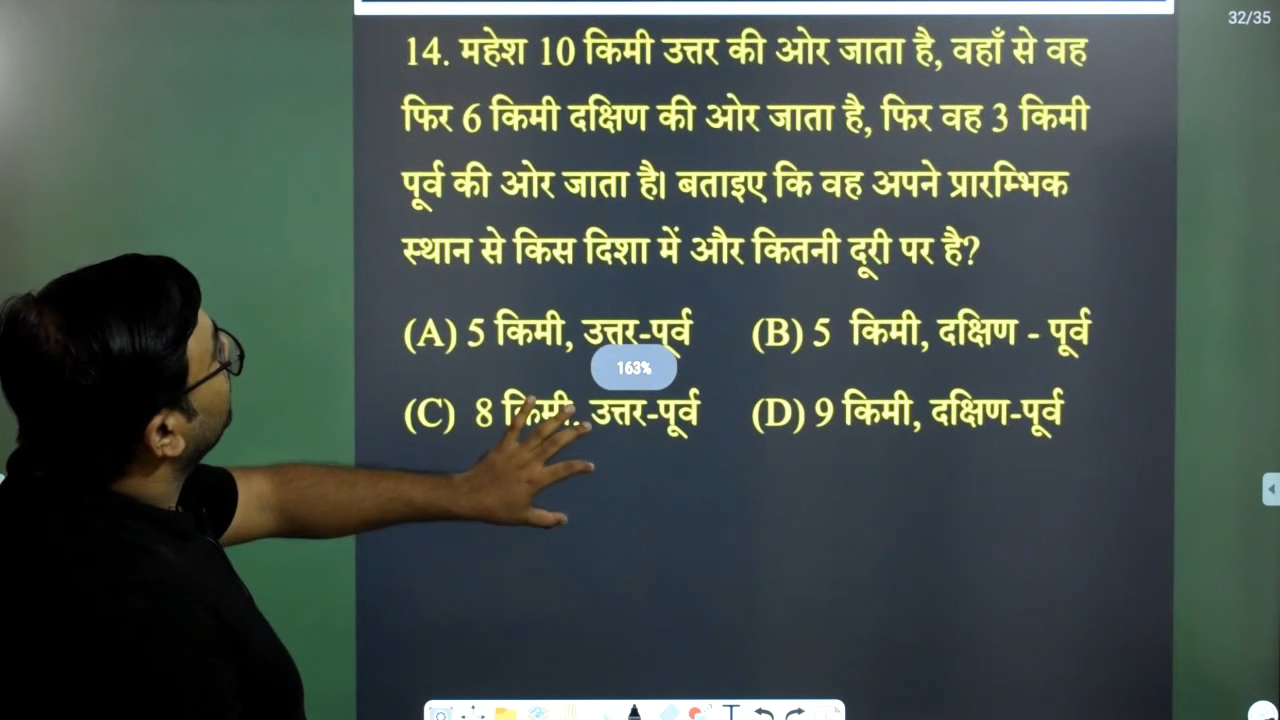 32/35
14. महेश 10 किमी उत्तर की ओर जाता है, वहाँ से वह
फिर 6 किमी दक्षिण की ओर जाता है, फिर वह 3 किमी
पूर्व की ओर जाता है। बताइए कि वह अपने प्रारम्भिक
स्थान से किस दिशा में और कितनी दूरी पर है?
(A) 5 किमी, उत्तर-पूर्व (B) 5 किमी, दक्षिण - पूर्व
163%
(C) 8 किमी, उत्तर-पूर्व (D) 9 किमी, दक्षिण-पूर्व